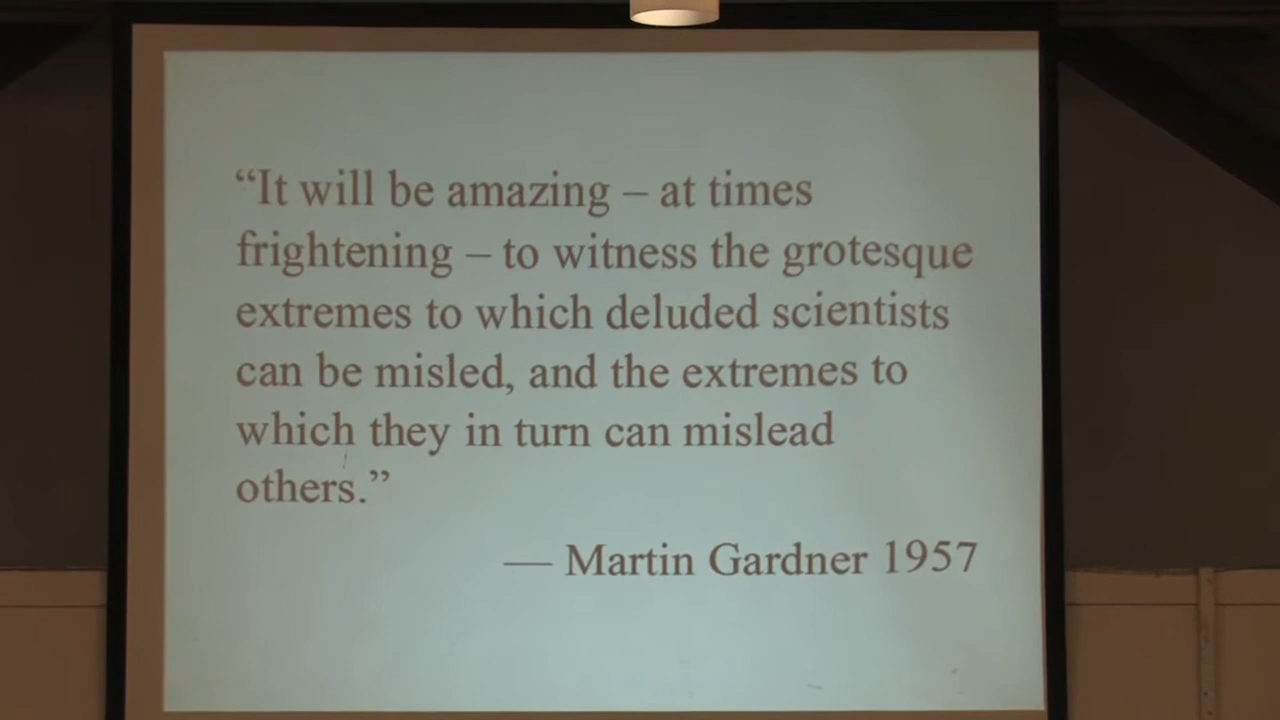 “It will be amazing – at times
frightening – to witness the grotesque
extremes to which deluded scientists
can be misled, and the extremes to
which they in turn can mislead
others.”
— Martin Gardner 1957